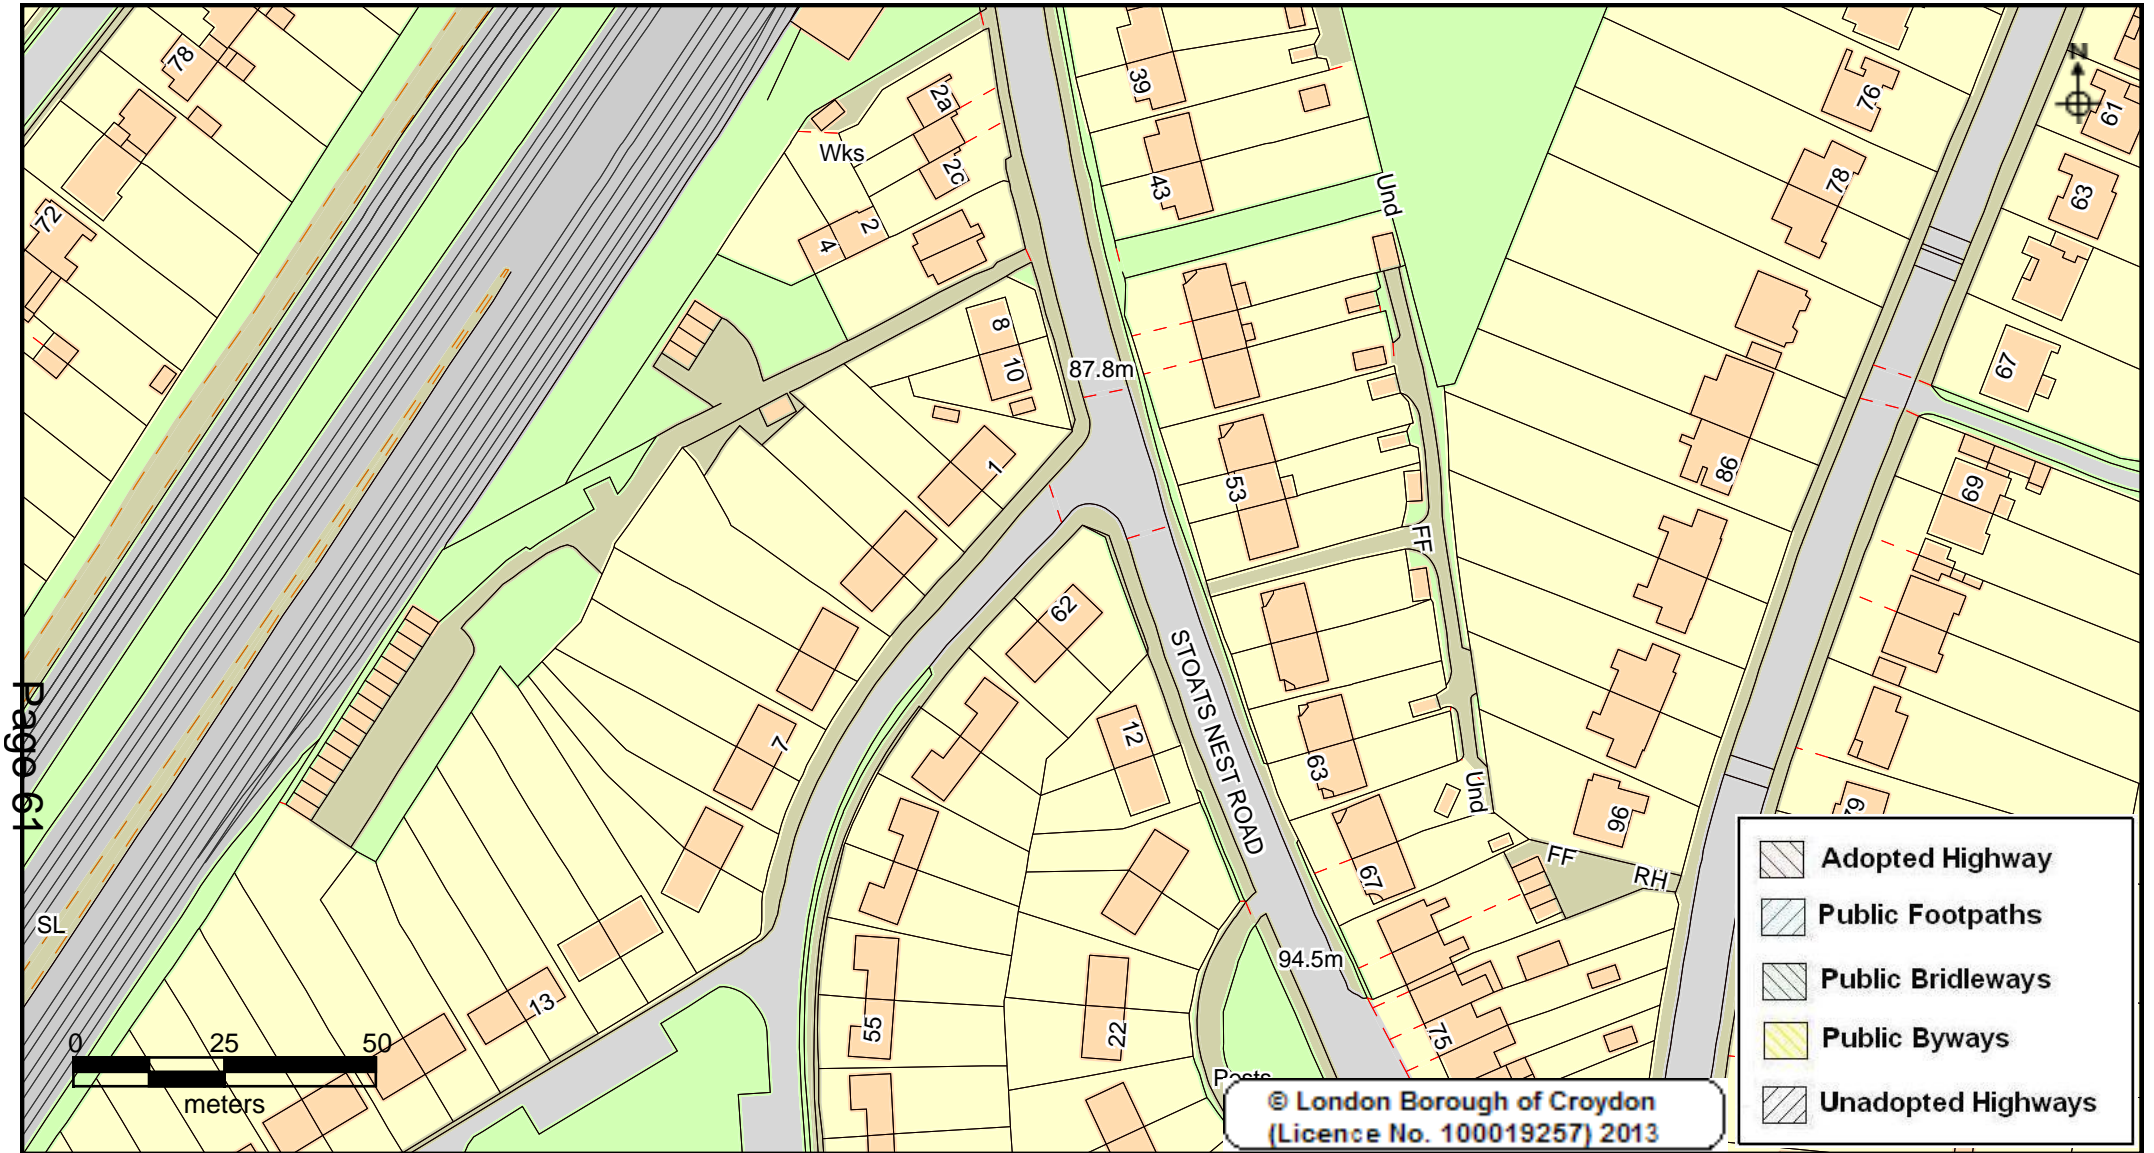 78
72
Wks
2a
2c
2
4
8
10
87.8m
1
7
13
SL
Page 61
39
43
Und
53
FF
62
12
STOATS NEST ROAD
63
Und
67
FF
RH
94.5m
75
55
22
Posts
76
78
86
96
61
63
67
69
79
N
0 25 50
meters
Adopted Highway
Public Footpaths
Public Bridleways
Public Byways
Unadopted Highways
© London Borough of Croydon
(Licence No. 100019257) 2013